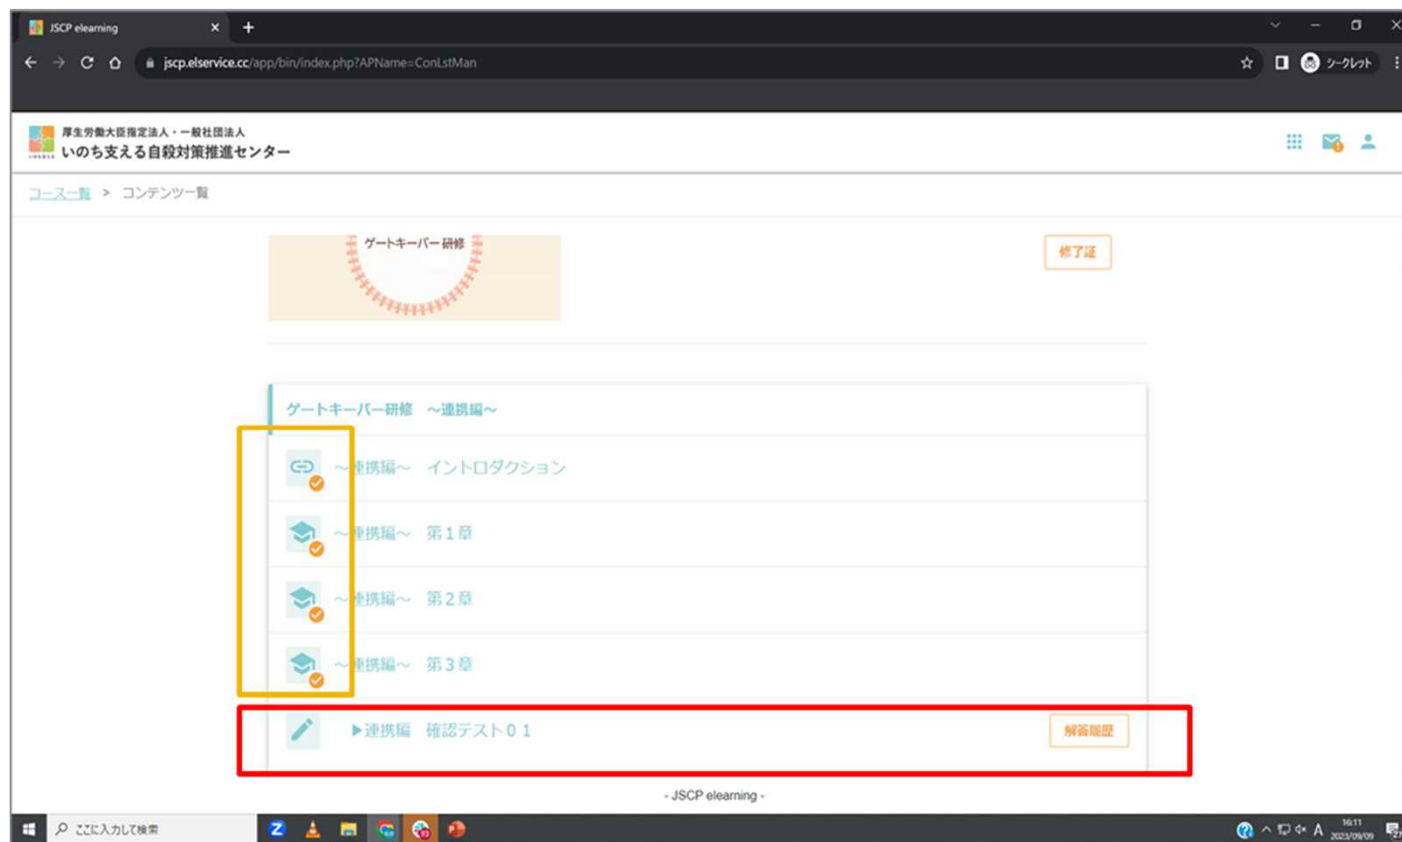 JSCP elearning
jscp.elservice.cc/app/bin/index.php?APName=ConLstMan
シークレット
厚生労働大臣指定法人・一般社団法人
いのち支える自殺対策推進センター
コース一覧 > コンテンツ一覧
ゲートキーパー研修
修了証
ゲートキーパー研修 ～連携編～
～連携編～ イントロダクション
～連携編～ 第１章
～連携編～ 第２章
～連携編～ 第３章
▶連携編 確認テスト０１
解答履歴
- JSCP elearning -
ここに入力して検索
A
16:11
2023/09/09